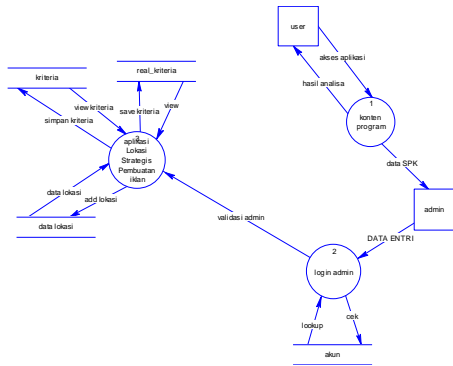 user
akses aplikasi
hasil analisa
real_kriteria
kriteria
view kriteria
save kriteria
view
simpan kriteria
1
konten
program
3
aplikasi
Lokasi
Strategis
Pembuatan
iklan
data SPK
data lokasi
add lokasi
data lokasi
admin
validasi admin
DATA ENTRI
2
login admin
lookup
cek
akun